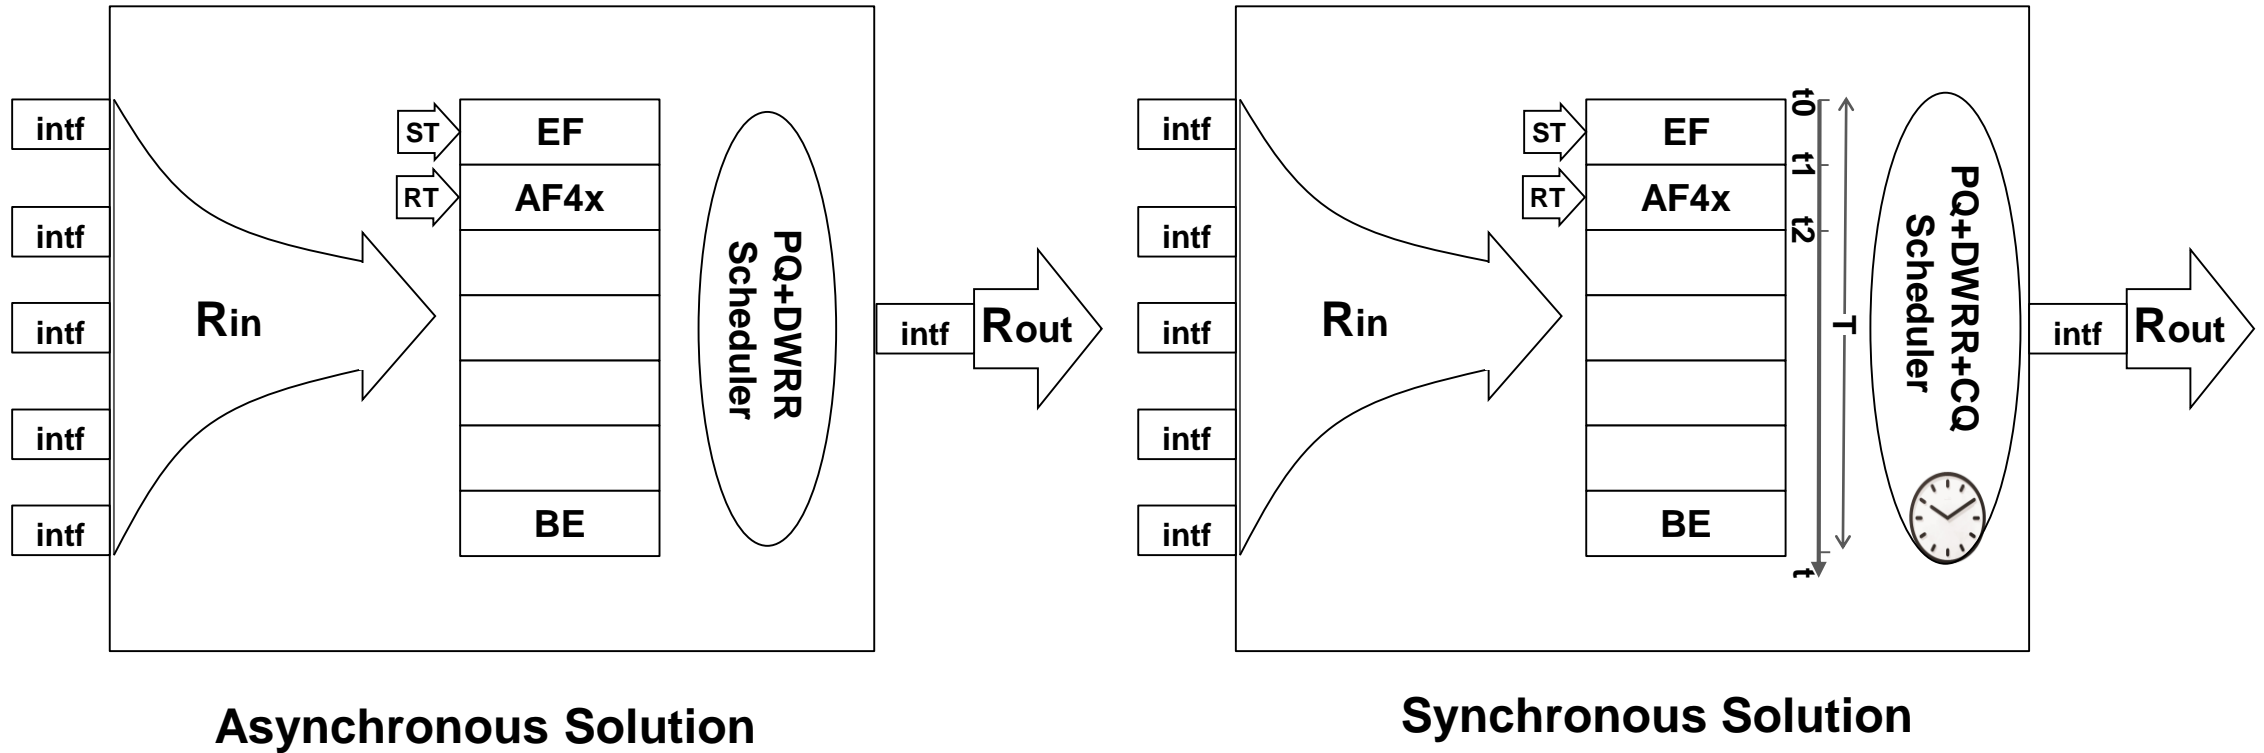 intf
intf
intf
intf
intf
Rin
ST
RT
EF
AF4x
BE
PQ+DWRR
Scheduler
intf
Rout
Asynchronous Solution
intf
intf
intf
intf
intf
Rin
ST
RT
EF
AF4x
BE
t0
t1
t2
t
T
PQ+DWRR+CQ
Scheduler
intf
Rout
Synchronous Solution